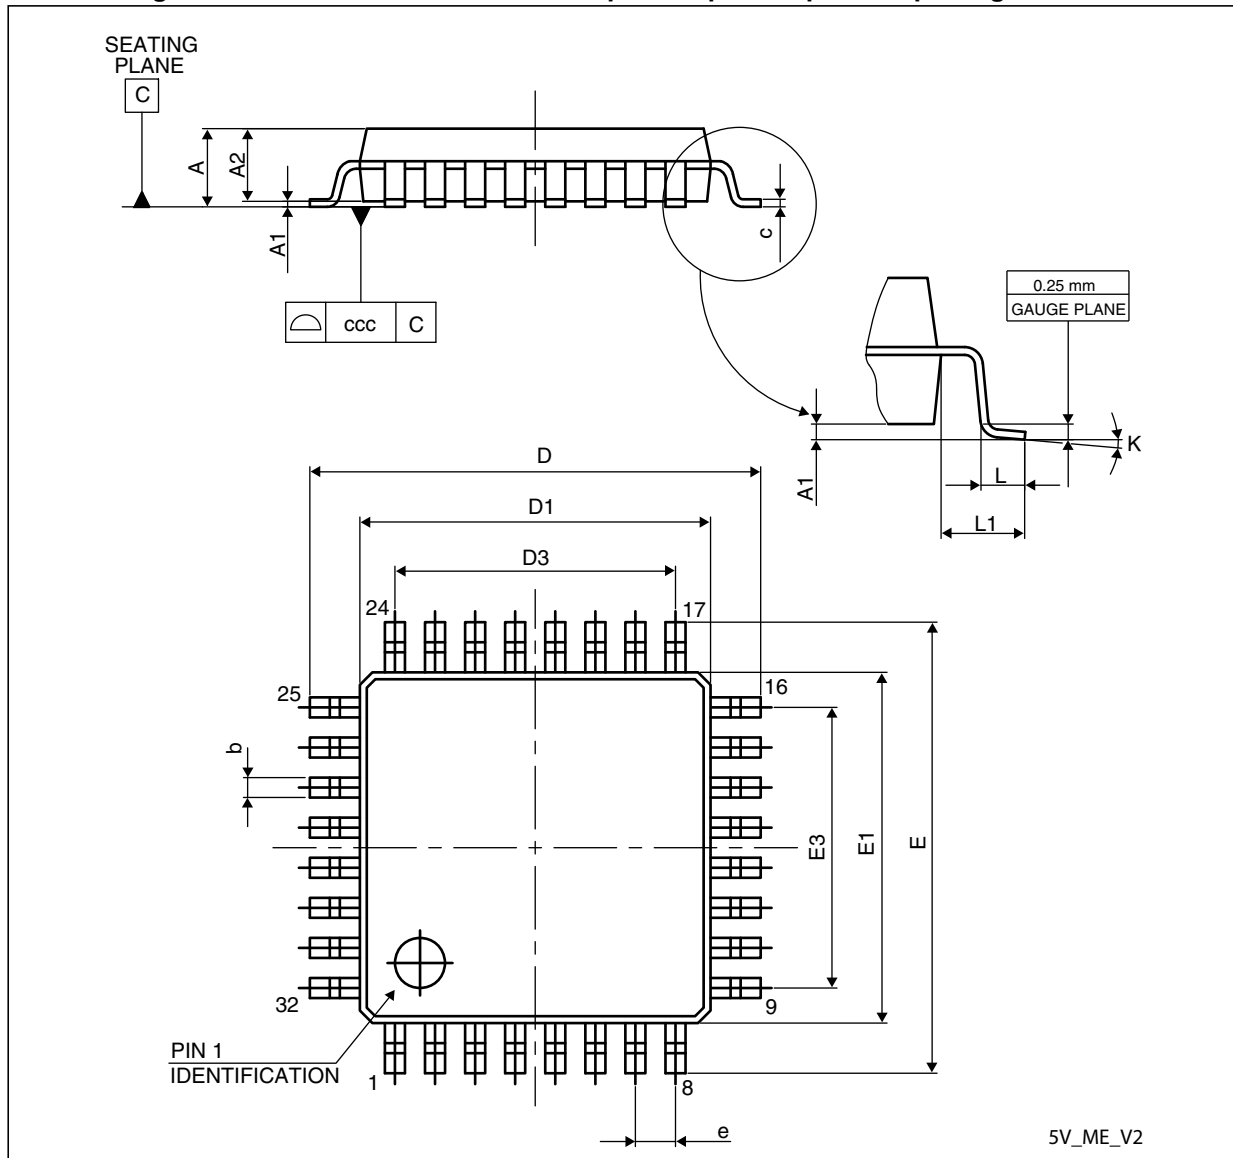 SEATING
PLANE
C
A
A2
A1
ccc
C
c
0.25 mm
GAUGE PLANE
A1
K
L
L1
D
D1
D3
24
17
25
16
b
E3
E1
E
32
9
PIN 1
IDENTIFICATION
1
8
e
5V_ME_V2